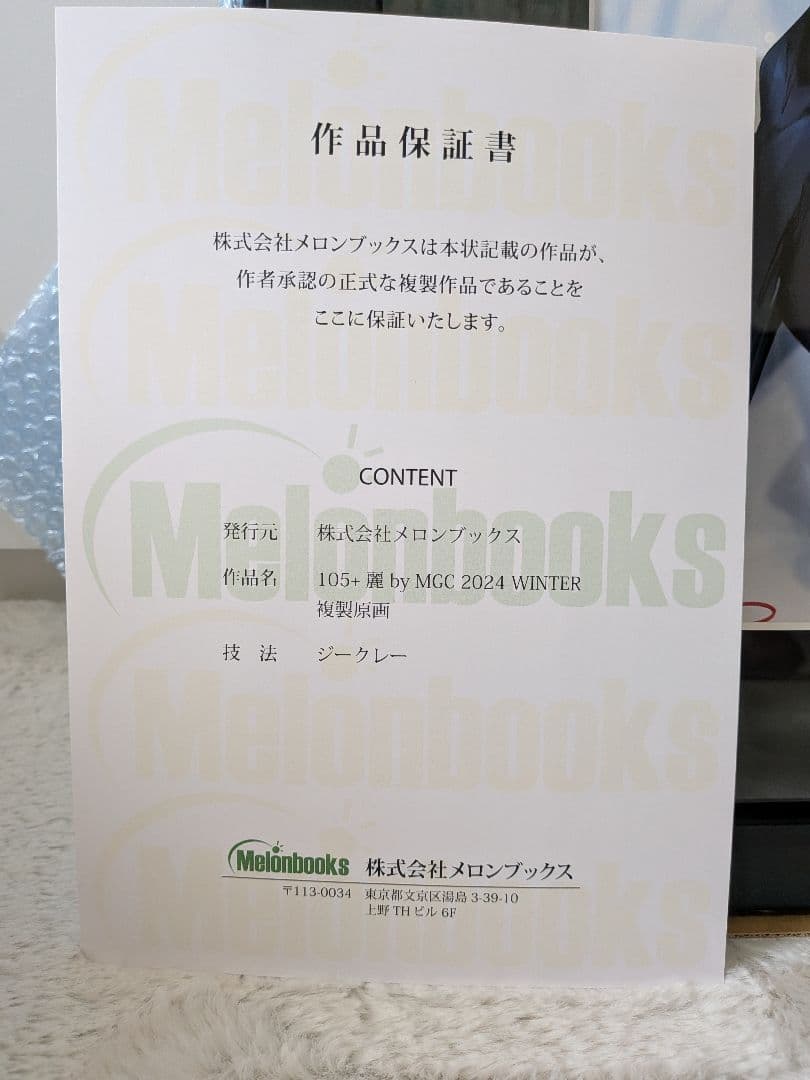 作品保証書
株式会社メロンブックスは本状記載の作品が、
作者承認の正式な複製作品であることを
ここに保証いたします。
CONTENT
発行元 株式会社メロンブックス
作品名 105+ 麗 by MGC 2024 WINTER
複製原画
技 法 ジークレー
Melonbooks 株式会社メロンブックス
〒113-0034 東京都文京区湯島 3-39-10
上野 TH ビル 6F
Melonbooks
Melonbooks
Melonbooks
Melonbooks
Melonbooks